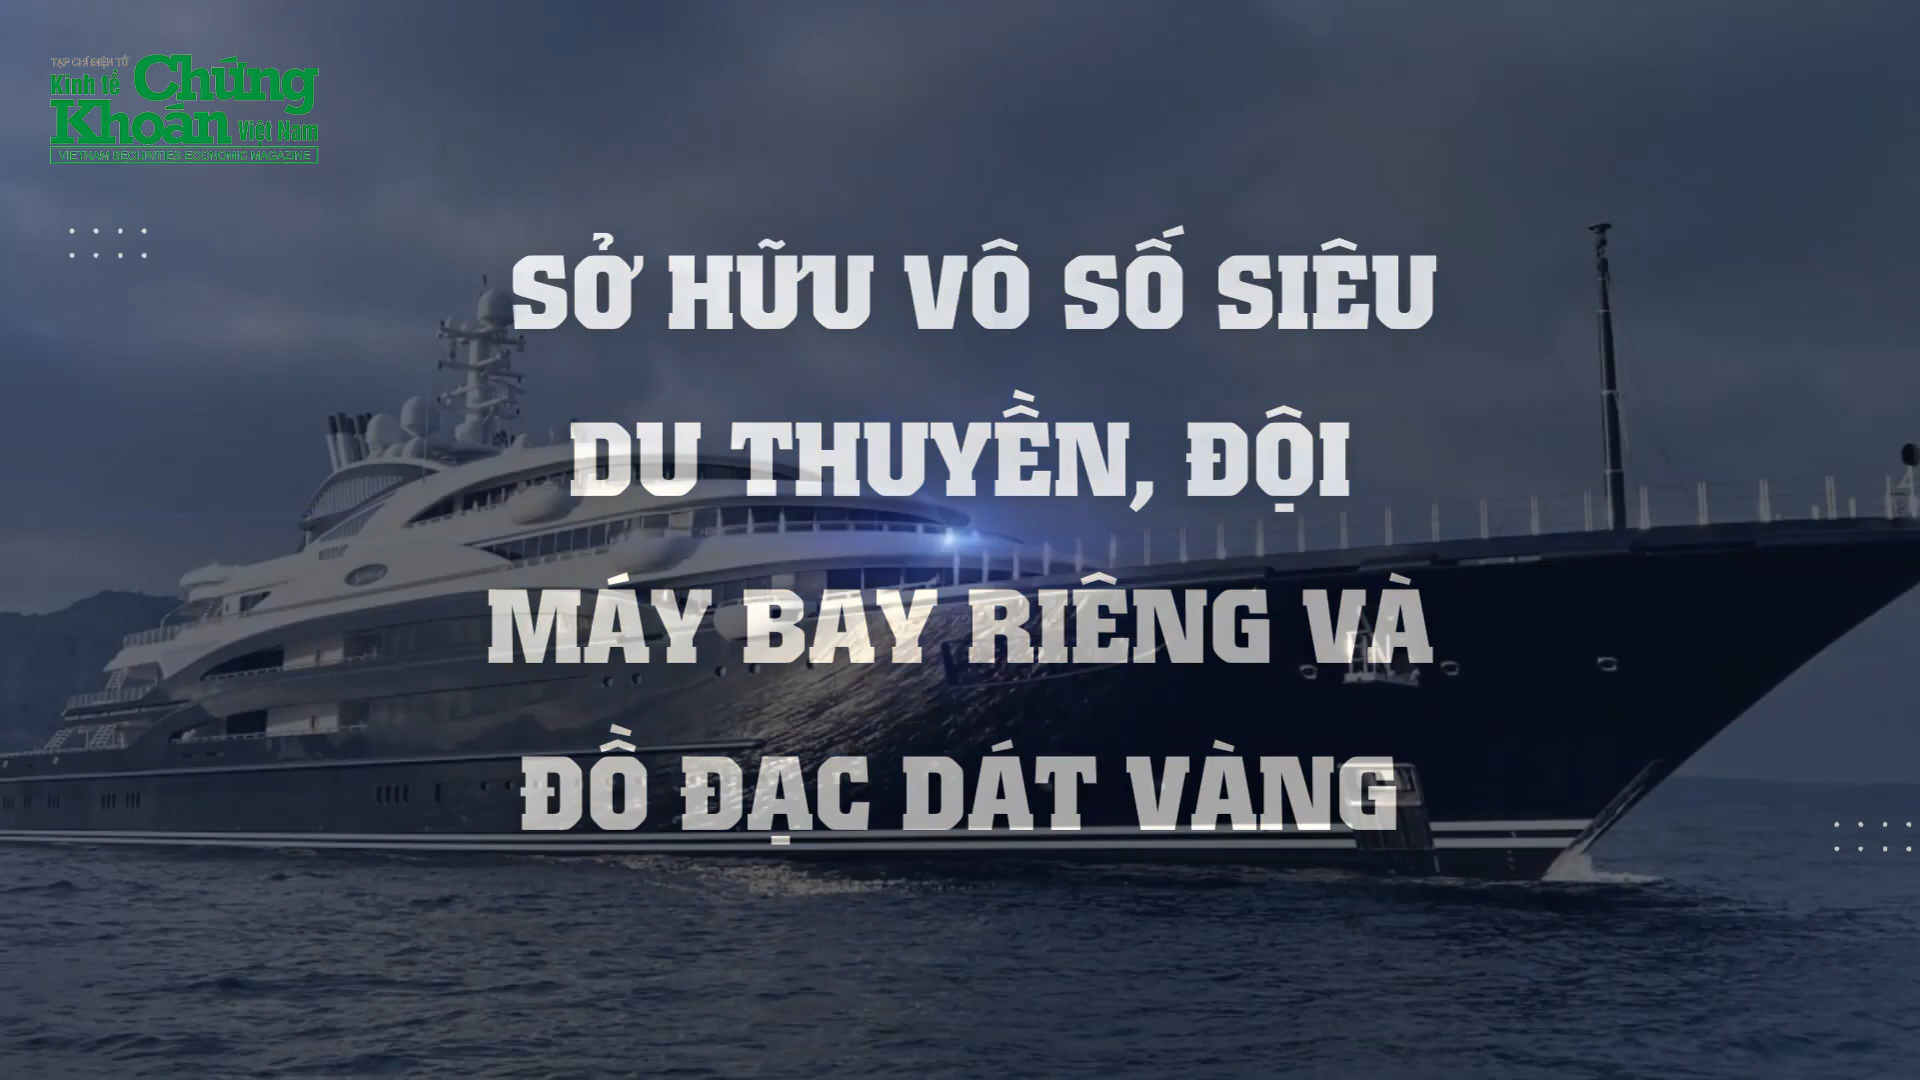 TẠP CHÍ ĐIỆN TỬ
Kinh tế Chứng
Khoán Việt Nam
VIETNAM SECURITIES ECONOMIC MAGAZINE
SỞ HỮU VÔ SỐ SIÊU
DU THUYỀN, ĐỘI
MÁY BAY RIÊNG VÀ
ĐỒ ĐẠC DÁT VÀNG